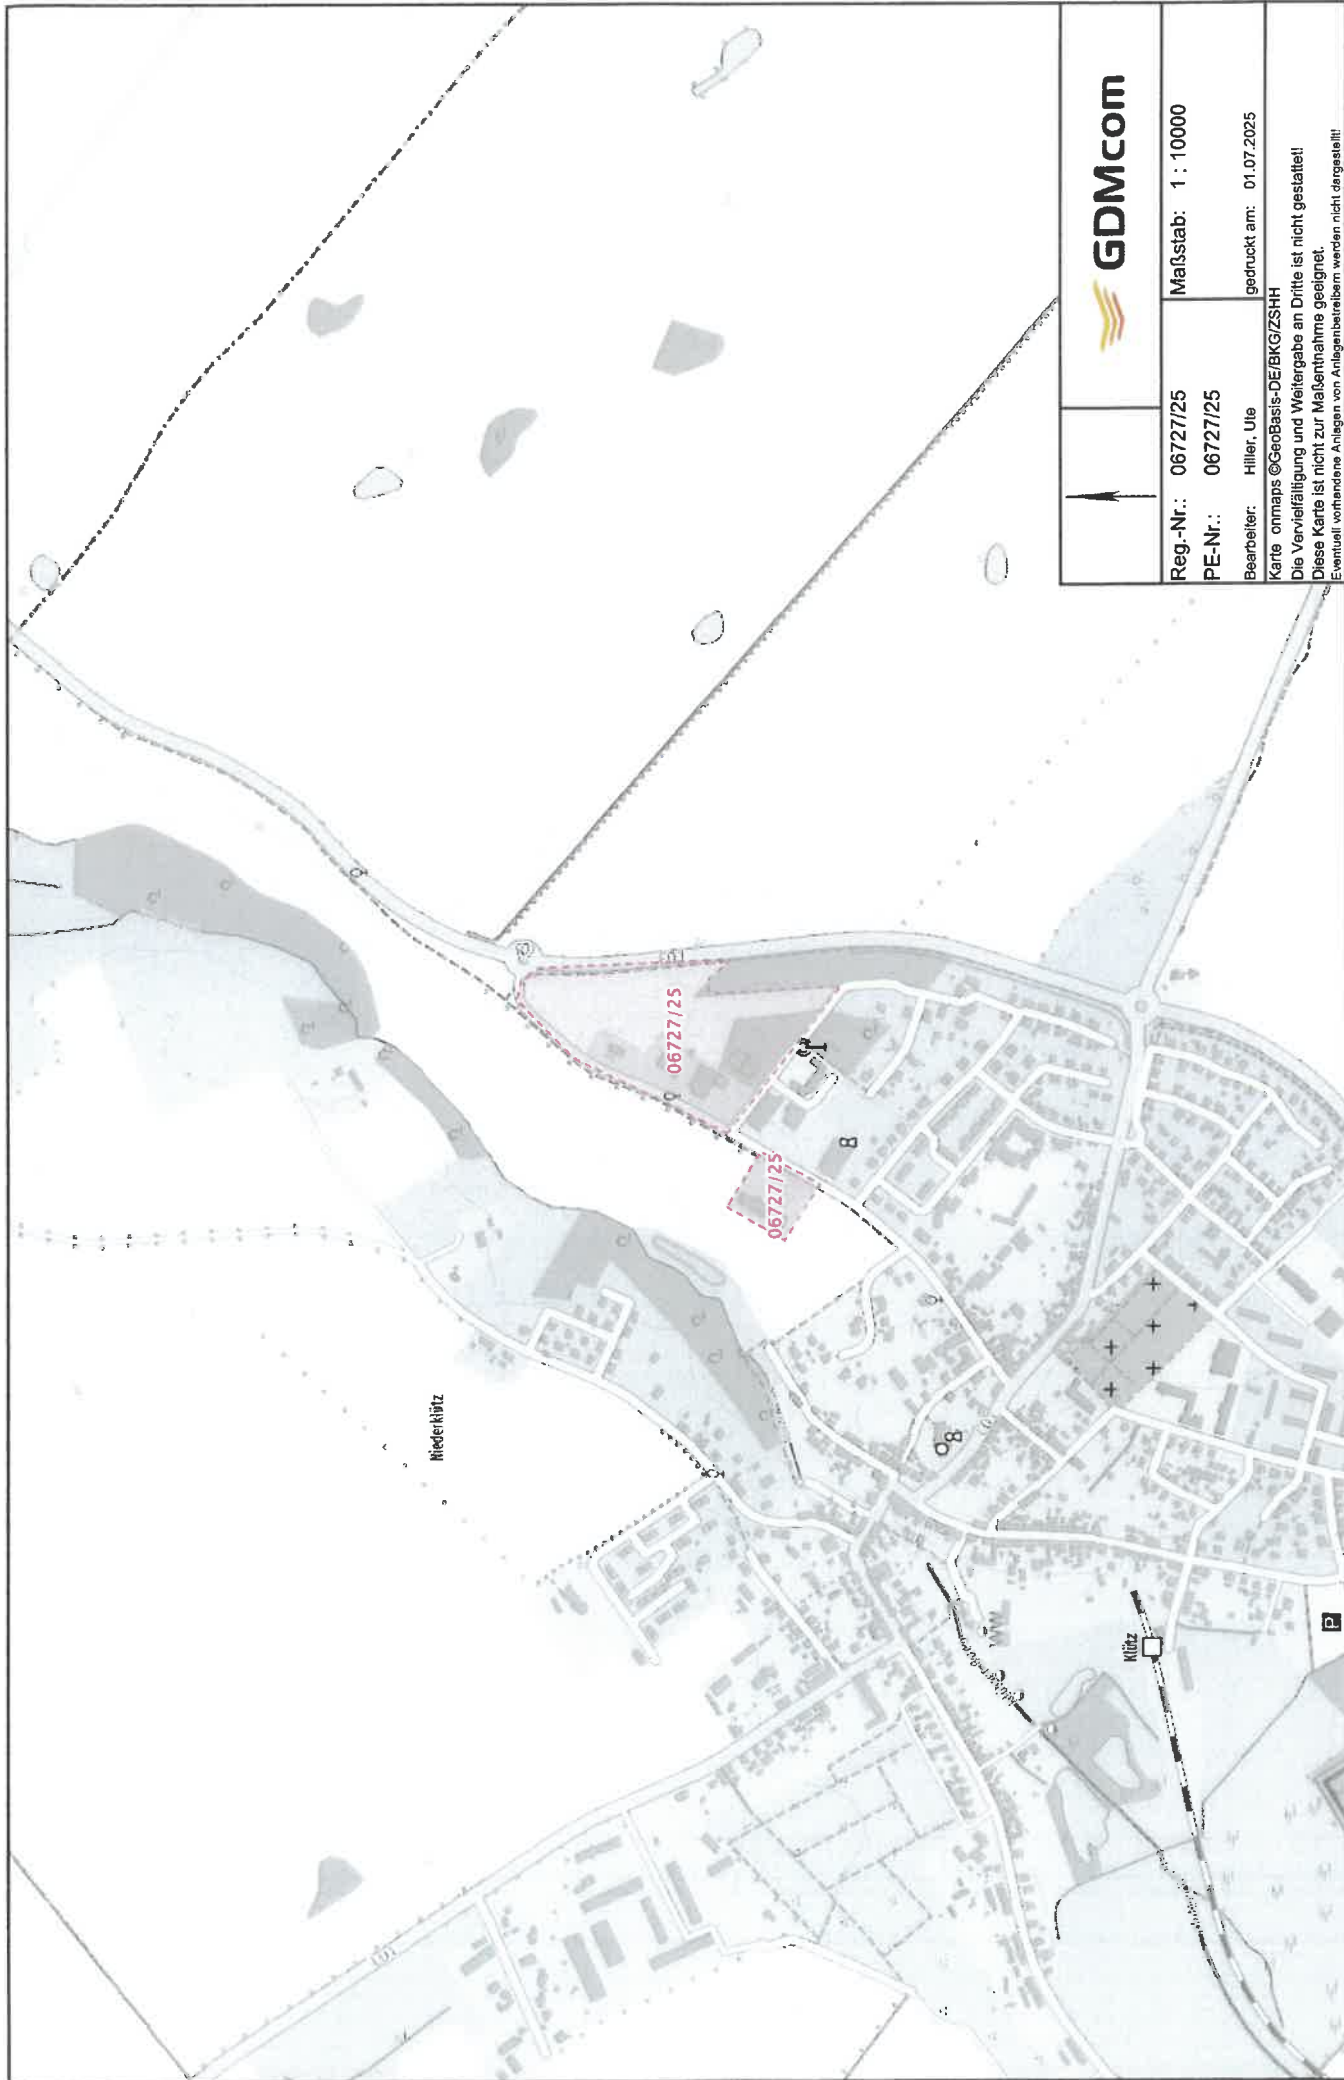 06727/25
06727/25
Niederklütz
Klütz
P
GDMcom
Reg.-Nr.: 06727/25
Maßstab: 1 : 10000
PE-Nr.: 06727/25
Bearbeiter: Hiller, Ute
gedruckt am: 01.07.2025
Karte onmaps ©GeoBasis-DE/BKG/ZSHH
Die Vervielfältigung und Weitergabe an Dritte ist nicht gestattet!
Diese Karte ist nicht zur Maßentnahme geeignet.
Eventuell vorhandene Anlagen von Anlagenbetreibern werden nicht dargestellt!